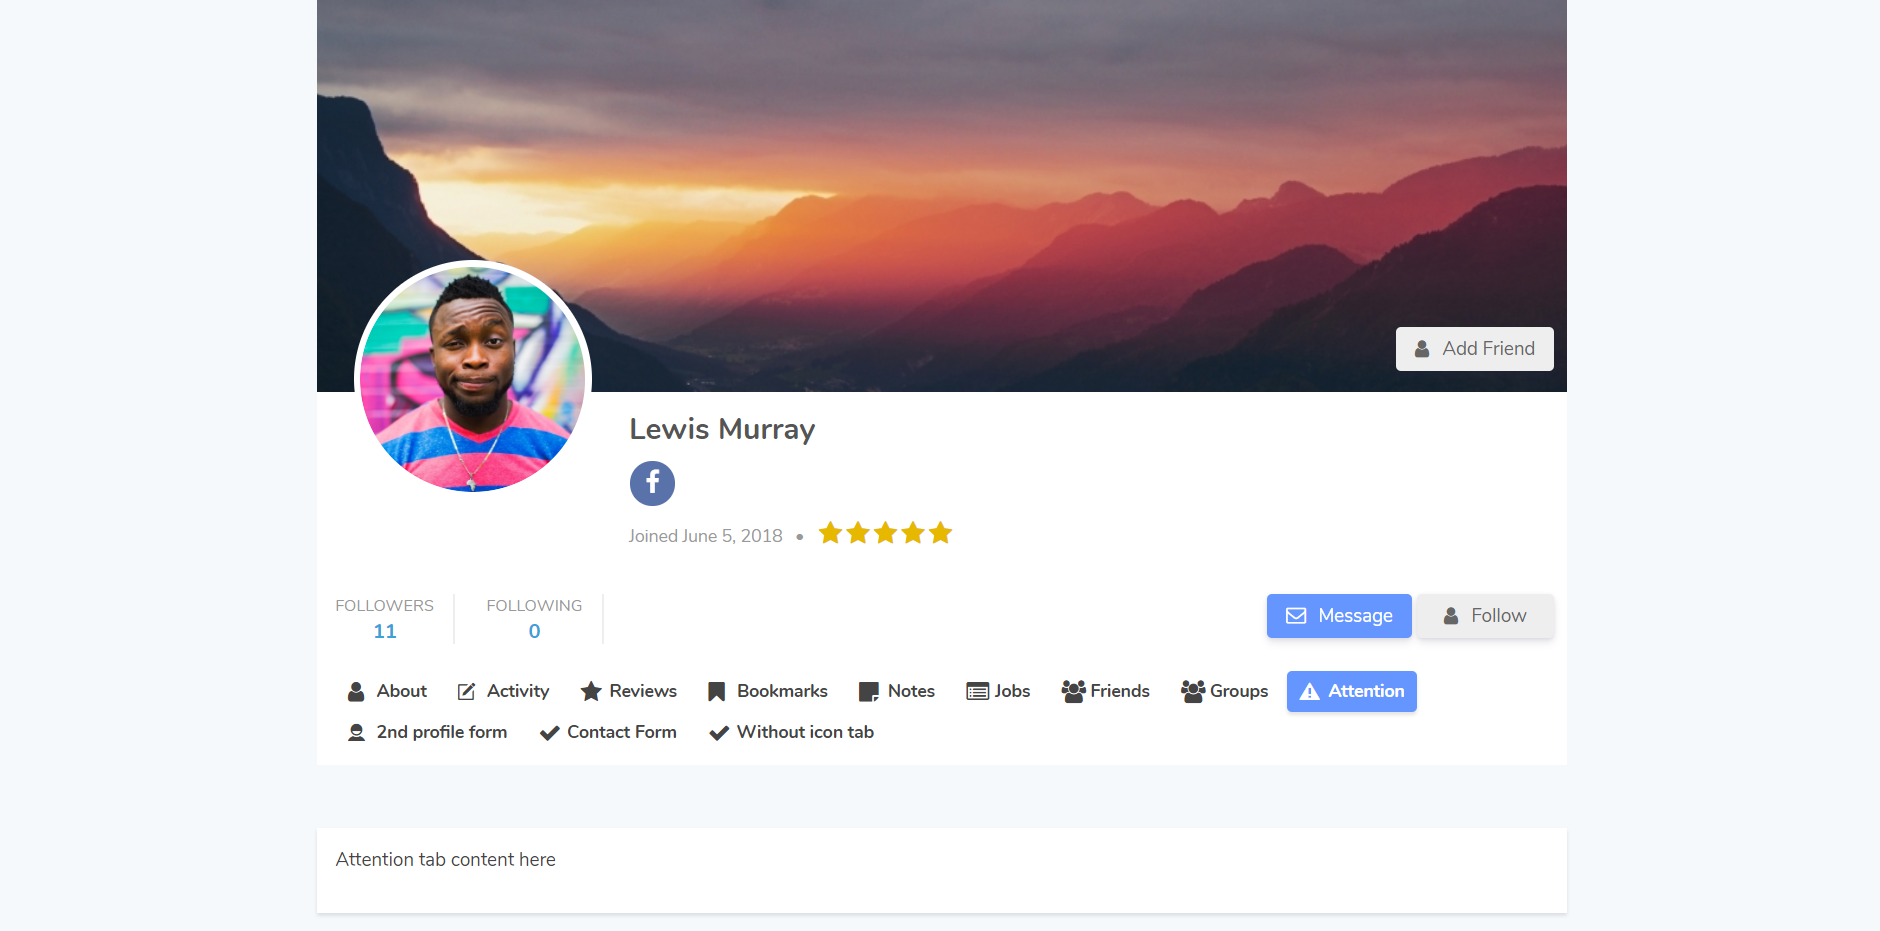 Add Friend
Lewis Murray
Joined June 5, 2018 •
FOLLOWERS FOLLOWING
11 0
Message Follow
About Activity Reviews Bookmarks Notes Jobs Friends Groups Attention
2nd profile form Contact Form Without icon tab
Attention tab content here